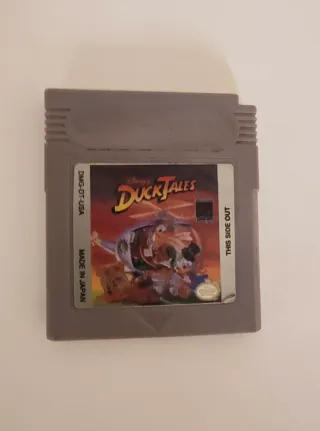 Disney's
DUCKTALES
DMG-DT-USA
MADE IN JAPAN
THIS SIDE OUT